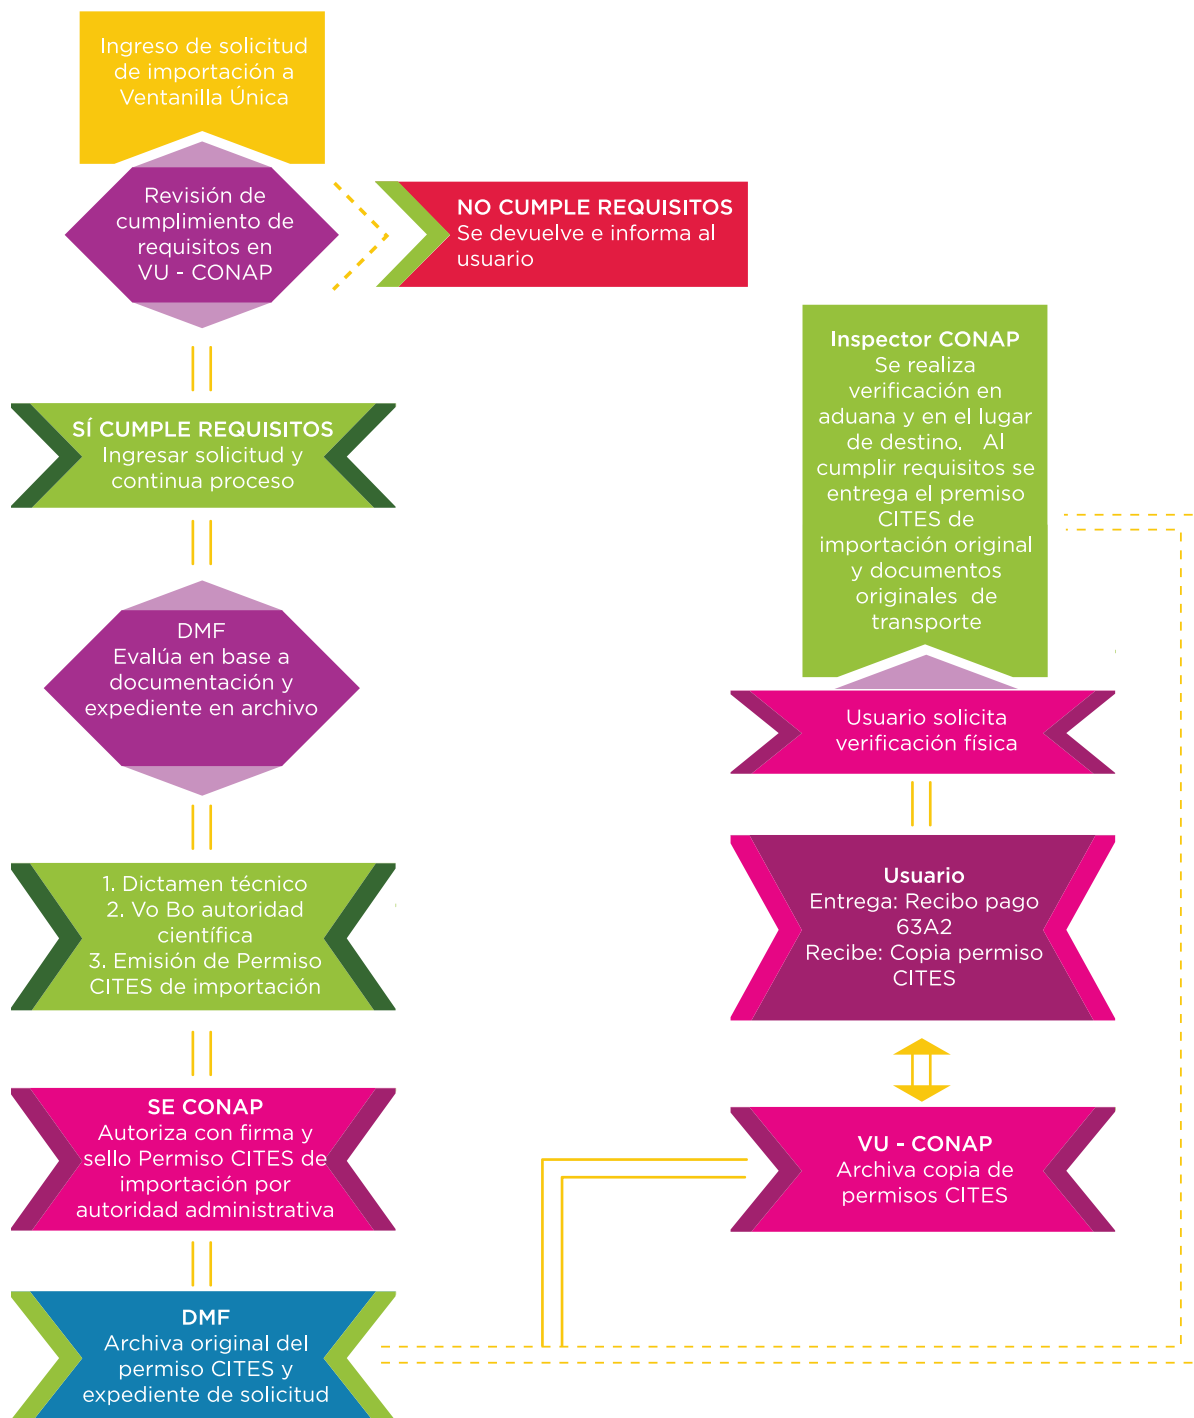 Ingreso de solicitud
de importación a
Ventanilla Única
Revisión de
cumplimiento de
requisitos en
VU - CONAP
NO CUMPLE REQUISITOS
Se devuelve e informa al
usuario
SÍ CUMPLE REQUISITOS
Ingresar solicitud y
continua proceso
DMF
Evalúa en base a
documentación y
expediente en archivo
1. Dictamen técnico
2. Vo Bo autoridad
científica
3. Emisión de Permiso
CITES de importación
SE CONAP
Autoriza con firma y
sello Permiso CITES de
importación por
autoridad administrativa
DMF
Archiva original del
permiso CITES y
expediente de solicitud
Inspector CONAP
Se realiza
verificación en
aduana y en el lugar
de destino. Al
cumplir requisitos se
entrega el premiso
CITES de
importación original
y documentos
originales de
transporte
Usuario solicita
verificación física
Usuario
Entrega: Recibo pago
63A2
Recibe: Copia permiso
CITES
VU - CONAP
Archiva copia de
permisos CITES